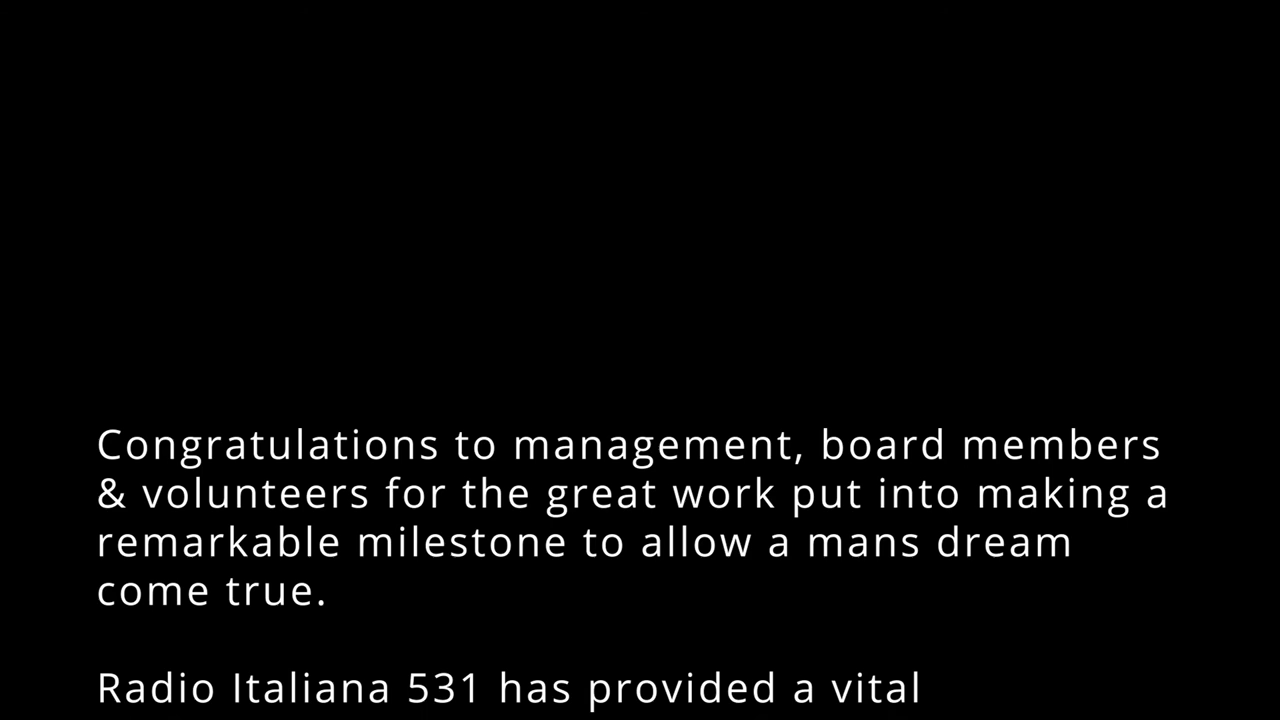 Congratulations to management, board members
& volunteers for the great work put into making a
remarkable milestone to allow a mans dream
come true.
Radio Italiana 531 has provided a vital